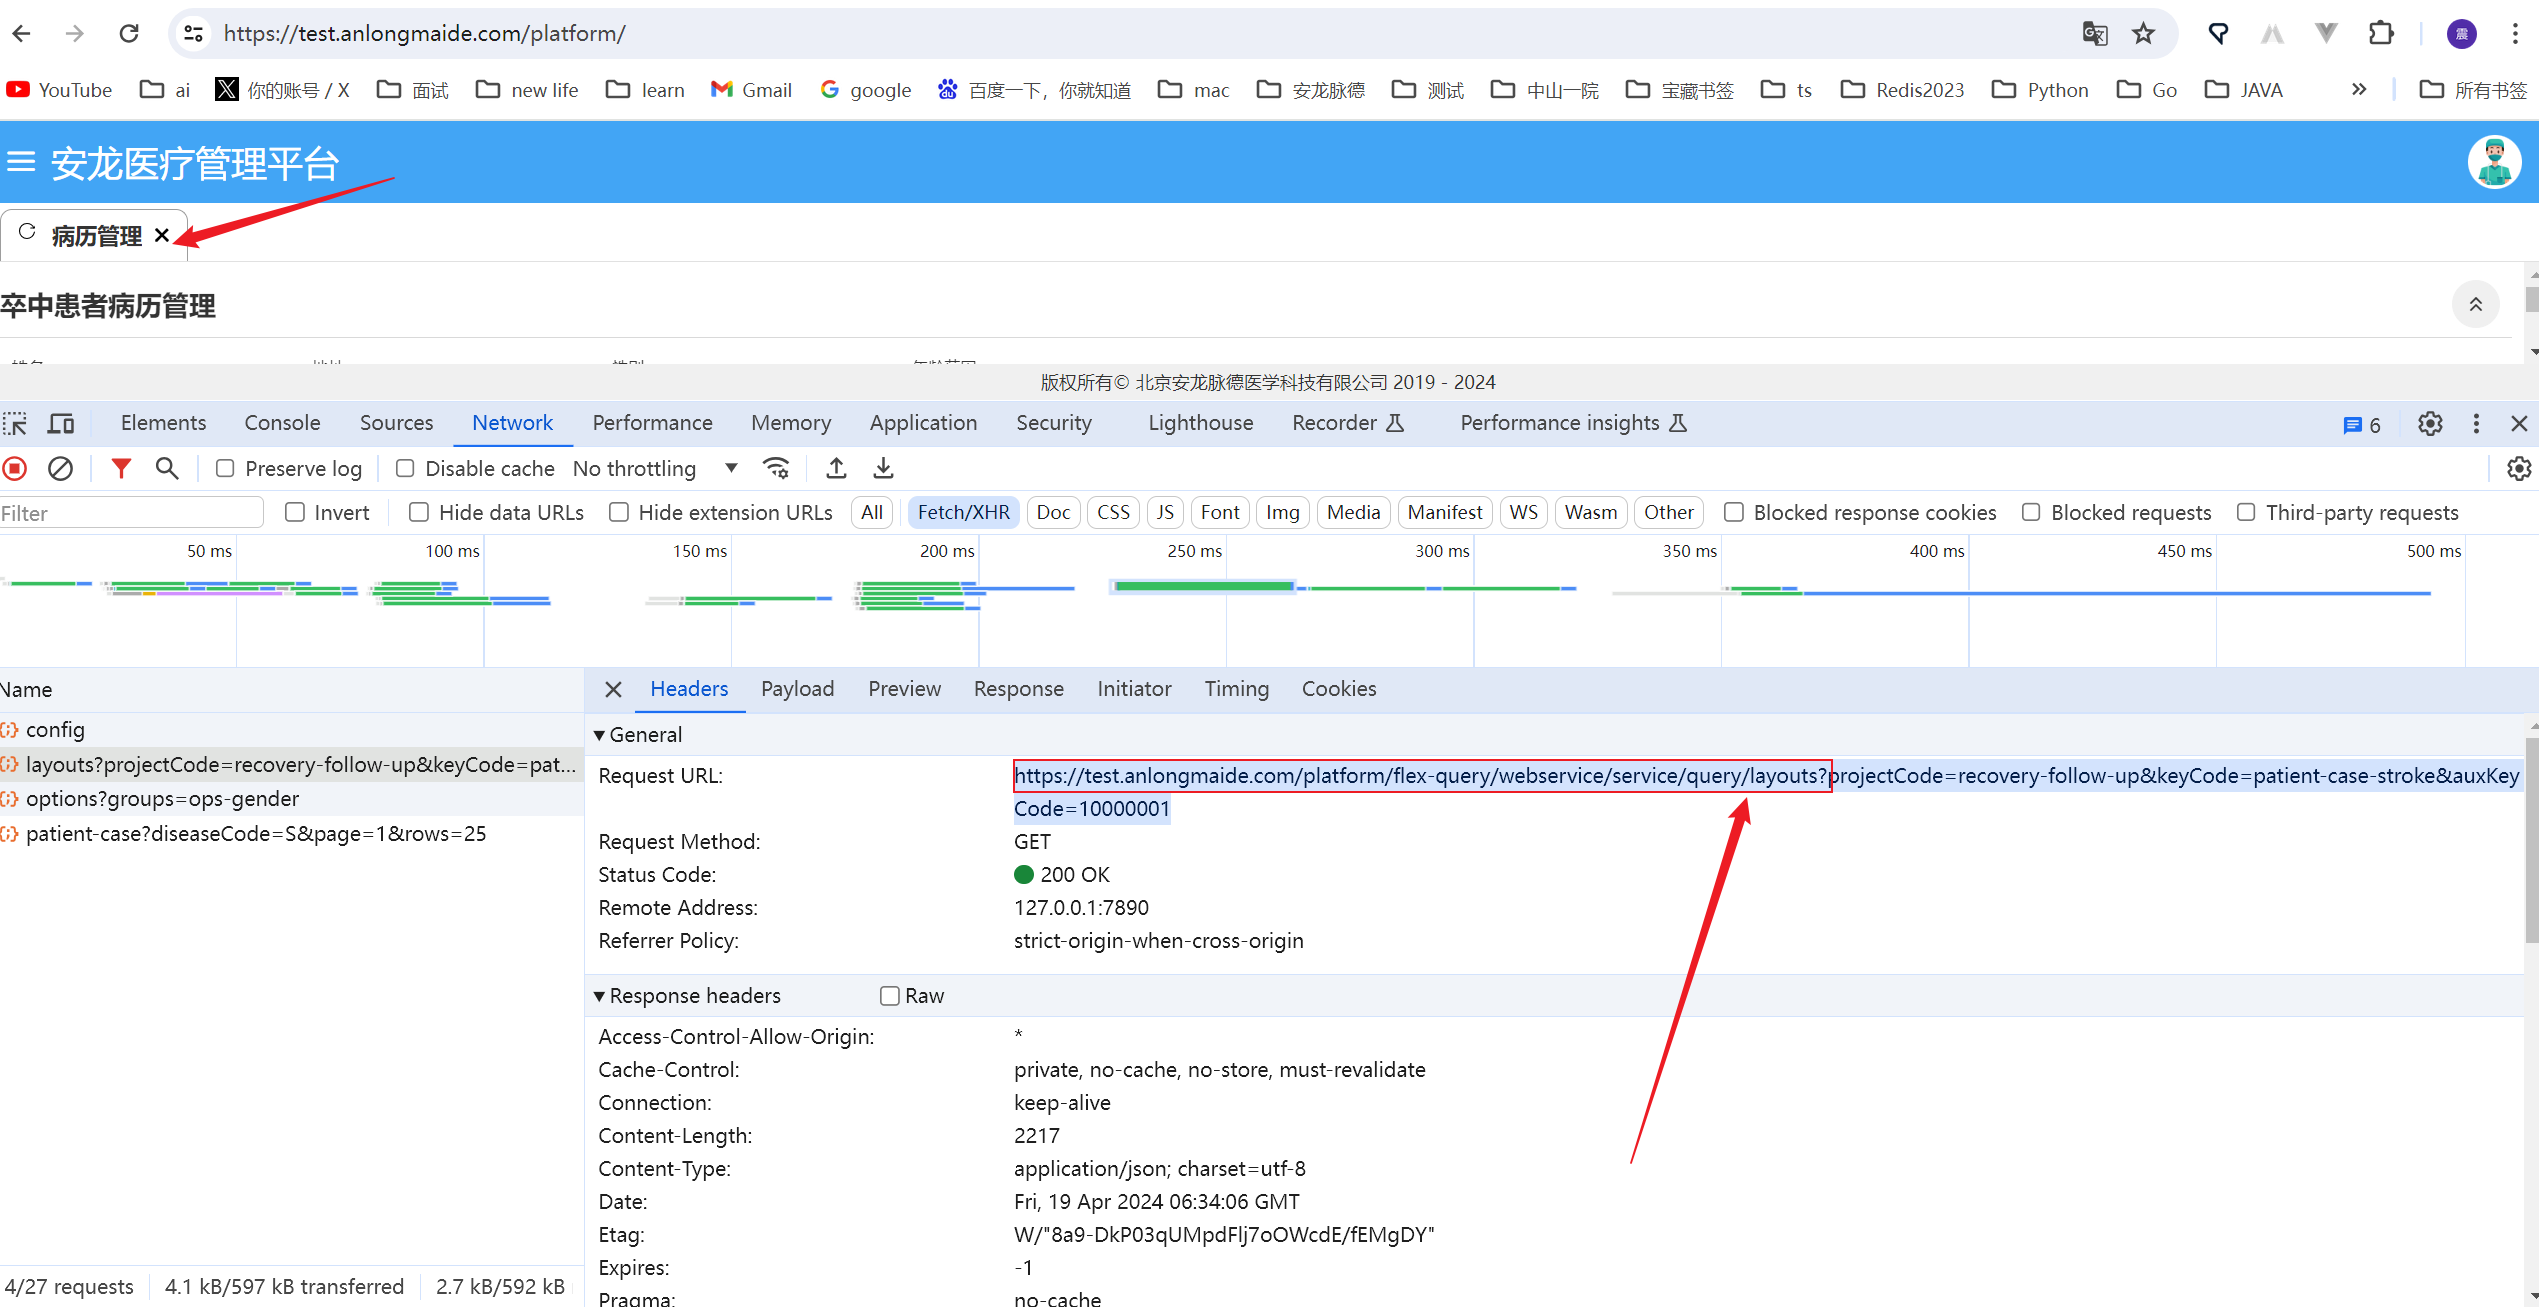 https://test.anlongmaide.com/platform/
YouTube ai 你的账号 / X 面试 new life learn Gmail google 百度一下，你就知道 mac 安龙脉德 测试 中山一院 宝藏书签 ts Redis2023 Python Go JAVA » 所有书签
震
安龙医疗管理平台
病历管理
卒中患者病历管理
姓名 地址 性别 年龄范围
版权所有© 北京安龙脉德医学科技有限公司 2019 - 2024
Elements Console Sources Network Performance Memory Application Security Lighthouse Recorder Performance insights 6
Preserve log Disable cache No throttling
Filter Invert Hide data URLs Hide extension URLs All Fetch/XHR Doc CSS JS Font Img Media Manifest WS Wasm Other Blocked response cookies Blocked requests Third-party requests
50 ms 100 ms 150 ms 200 ms 250 ms 300 ms 350 ms 400 ms 450 ms 500 ms
Name
config
layouts?projectCode=recovery-follow-up&keyCode=pat...
options?groups=ops-gender
patient-case?diseaseCode=S&page=1&rows=25
4/27 requests 4.1 kB/597 kB transferred 2.7 kB/592 kB
Headers Payload Preview Response Initiator Timing Cookies
General
Request URL: https://test.anlongmaide.com/platform/flex-query/webservice/service/query/layouts?projectCode=recovery-follow-up&keyCode=patient-case-stroke&auxKey
Code=10000001
Request Method: GET
Status Code: 200 OK
Remote Address: 127.0.0.1:7890
Referrer Policy: strict-origin-when-cross-origin
Response headers Raw
Access-Control-Allow-Origin: *
Cache-Control: private, no-cache, no-store, must-revalidate
Connection: keep-alive
Content-Length: 2217
Content-Type: application/json; charset=utf-8
Date: Fri, 19 Apr 2024 06:34:06 GMT
Etag: W/"8a9-DkP03qUMpdFlj7oOWcdE/fEMgDY"
Expires: -1
Pragma: no-cache